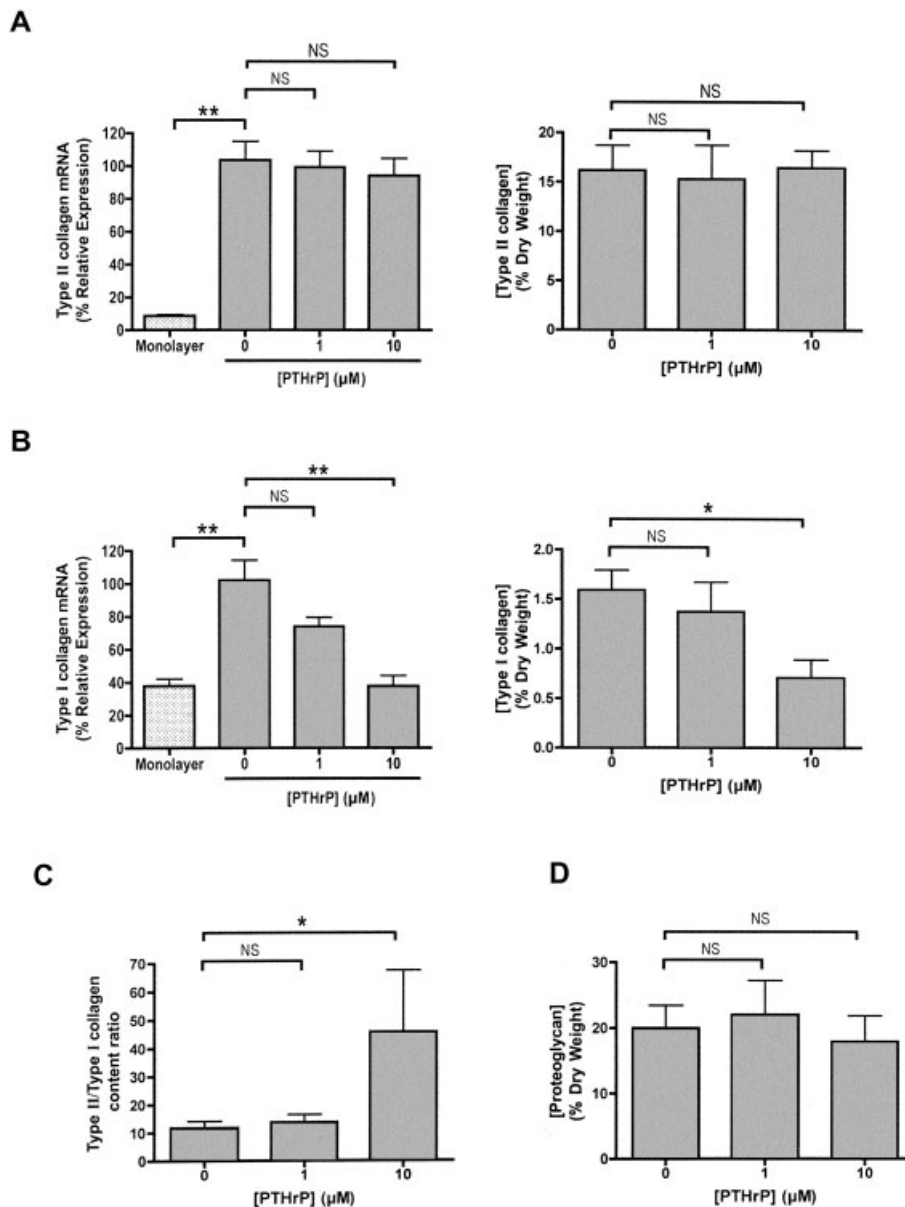 A
NS
NS
**
Type II collagen mRNA
(% Relative Expression)
120
100
80
60
40
20
0
Monolayer
0
1
10
[PTHrP] (µM)
NS
NS
[Type II collagen]
(% Dry Weight)
20
15
10
5
0
0
1
10
[PTHrP] (µM)
B
**
NS
**
Type I collagen mRNA
(% Relative Expression)
120
100
80
60
40
20
0
Monolayer
0
1
10
[PTHrP] (µM)
*
NS
[Type I collagen]
(% Dry Weight)
2.0
1.5
1.0
0.5
0.0
0
1
10
[PTHrP] (µM)
C
*
NS
Type II/Type I collagen
content ratio
70
60
50
40
30
20
10
0
0
1
10
[PTHrP] (µM)
D
NS
NS
[Proteoglycan]
(% Dry Weight)
30
20
10
0
0
1
10
[PTHrP] (µM)